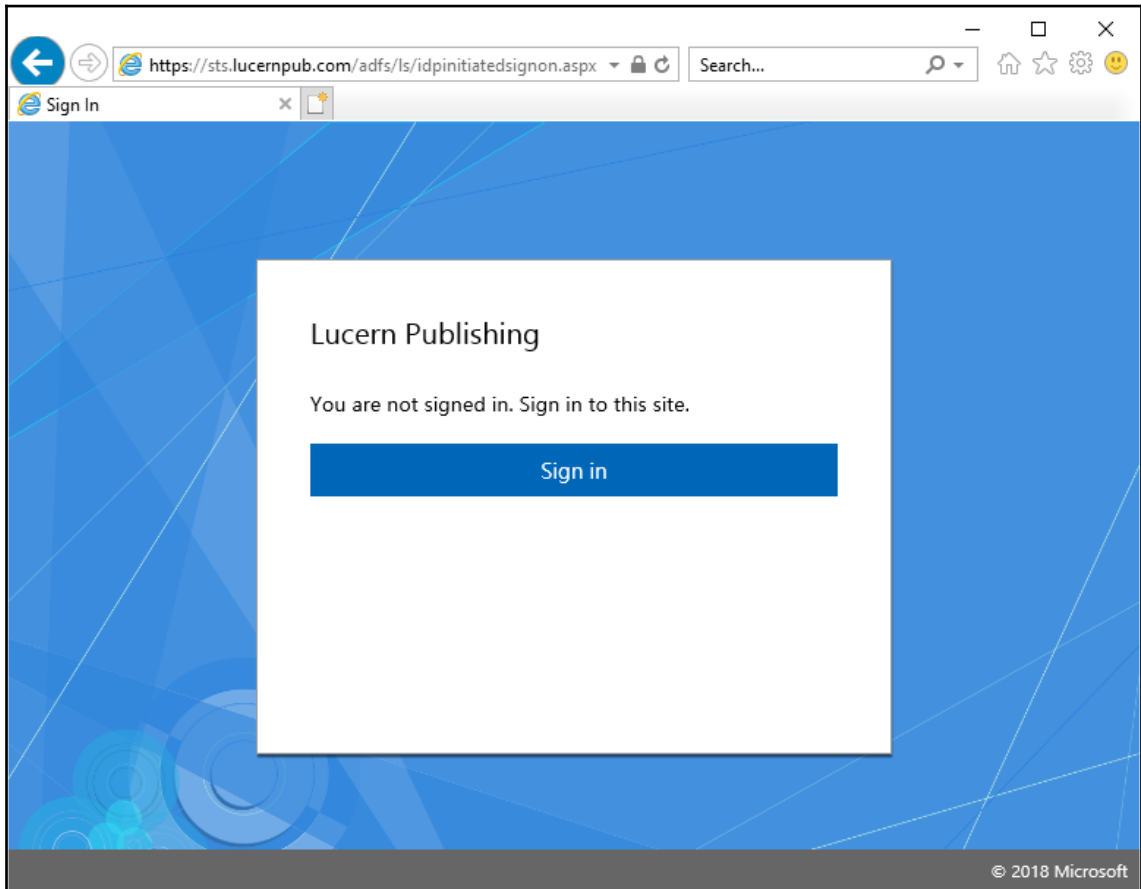 https://sts.lucernpub.com/adfs/ls/idpinitiatedsignon.aspx
Search...
Sign In
Lucern Publishing
You are not signed in. Sign in to this site.
Sign in
© 2018 Microsoft